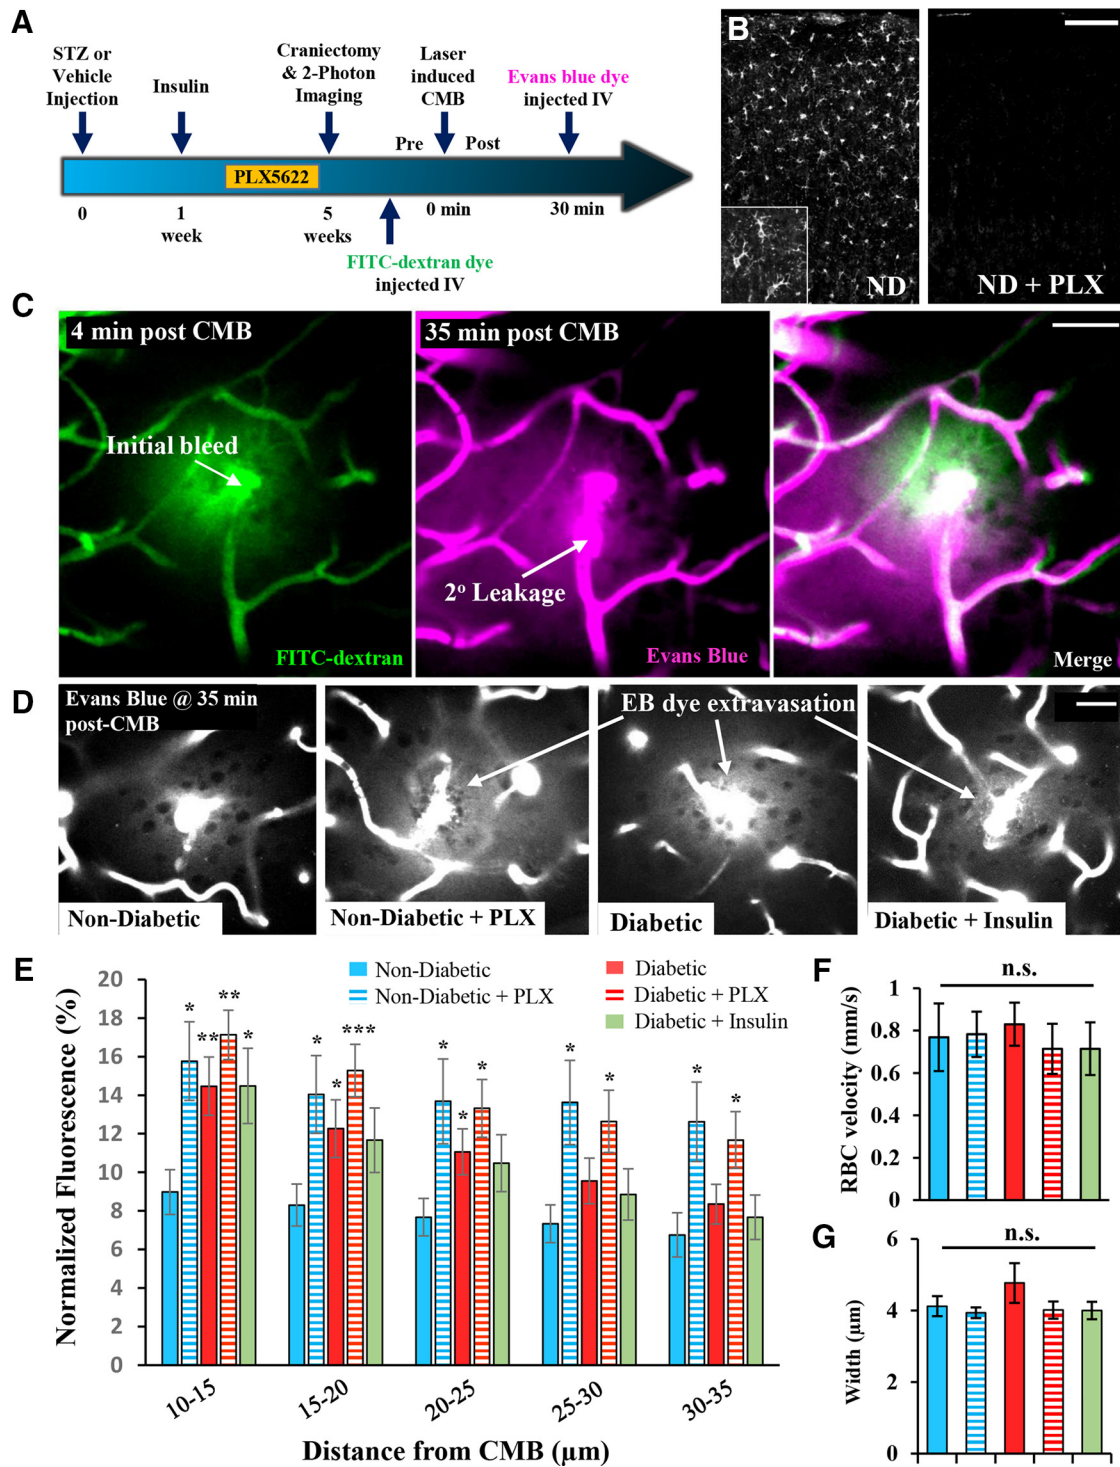 A
STZ or
Vehicle
Injection
Insulin
Craniectomy
& 2-Photon
Imaging
Laser
induced
CMB
Evans blue dye
injected IV
Pre
Post
PLX5622
0
1
week
5
weeks
0 min
30 min
FITC-dextran dye
injected IV
B
ND
ND + PLX
C
4 min post CMB
Initial bleed
FITC-dextran
35 min post CMB
2º Leakage
Evans Blue
Merge
D
Evans Blue @ 35 min
post-CMB
EB dye extravasation
Non-Diabetic
Non-Diabetic + PLX
Diabetic
Diabetic + Insulin
E
Non-Diabetic
Non-Diabetic + PLX
Diabetic
Diabetic + PLX
Diabetic + Insulin
Normalized Fluorescence (%)
20
18
16
14
12
10
8
6
4
2
0
* ** ** *
* * ***
* * *
* *
* *
10-15
15-20
20-25
25-30
30-35
Distance from CMB (µm)
F
n.s.
RBC velocity (mm/s)
1
0.8
0.6
0.4
0.2
0
G
n.s.
Width (µm)
6
4
2
0